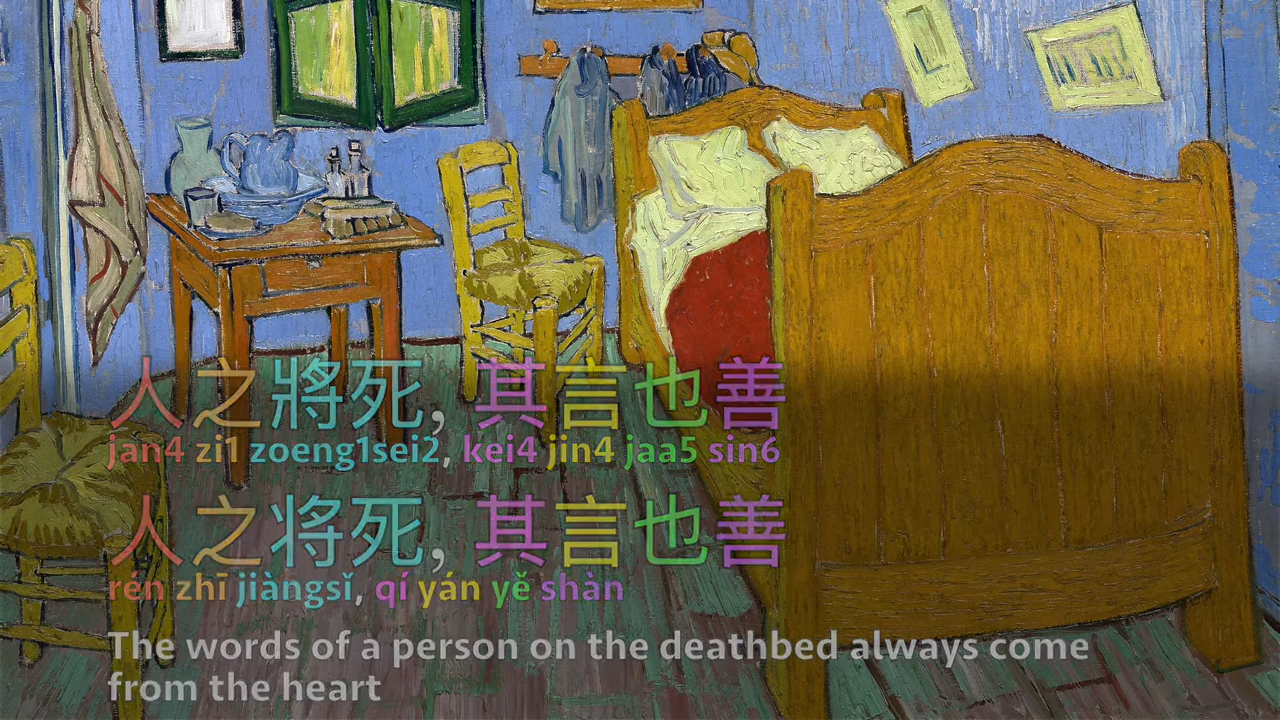 人之將死, 其言也善
jan4 zi1 zoeng1sei2, kei4 jin4 jaa5 sin6
人之将死, 其言也善
rén zhī jiàngsǐ, qí yán yě shàn
The words of a person on the deathbed always come
from the heart